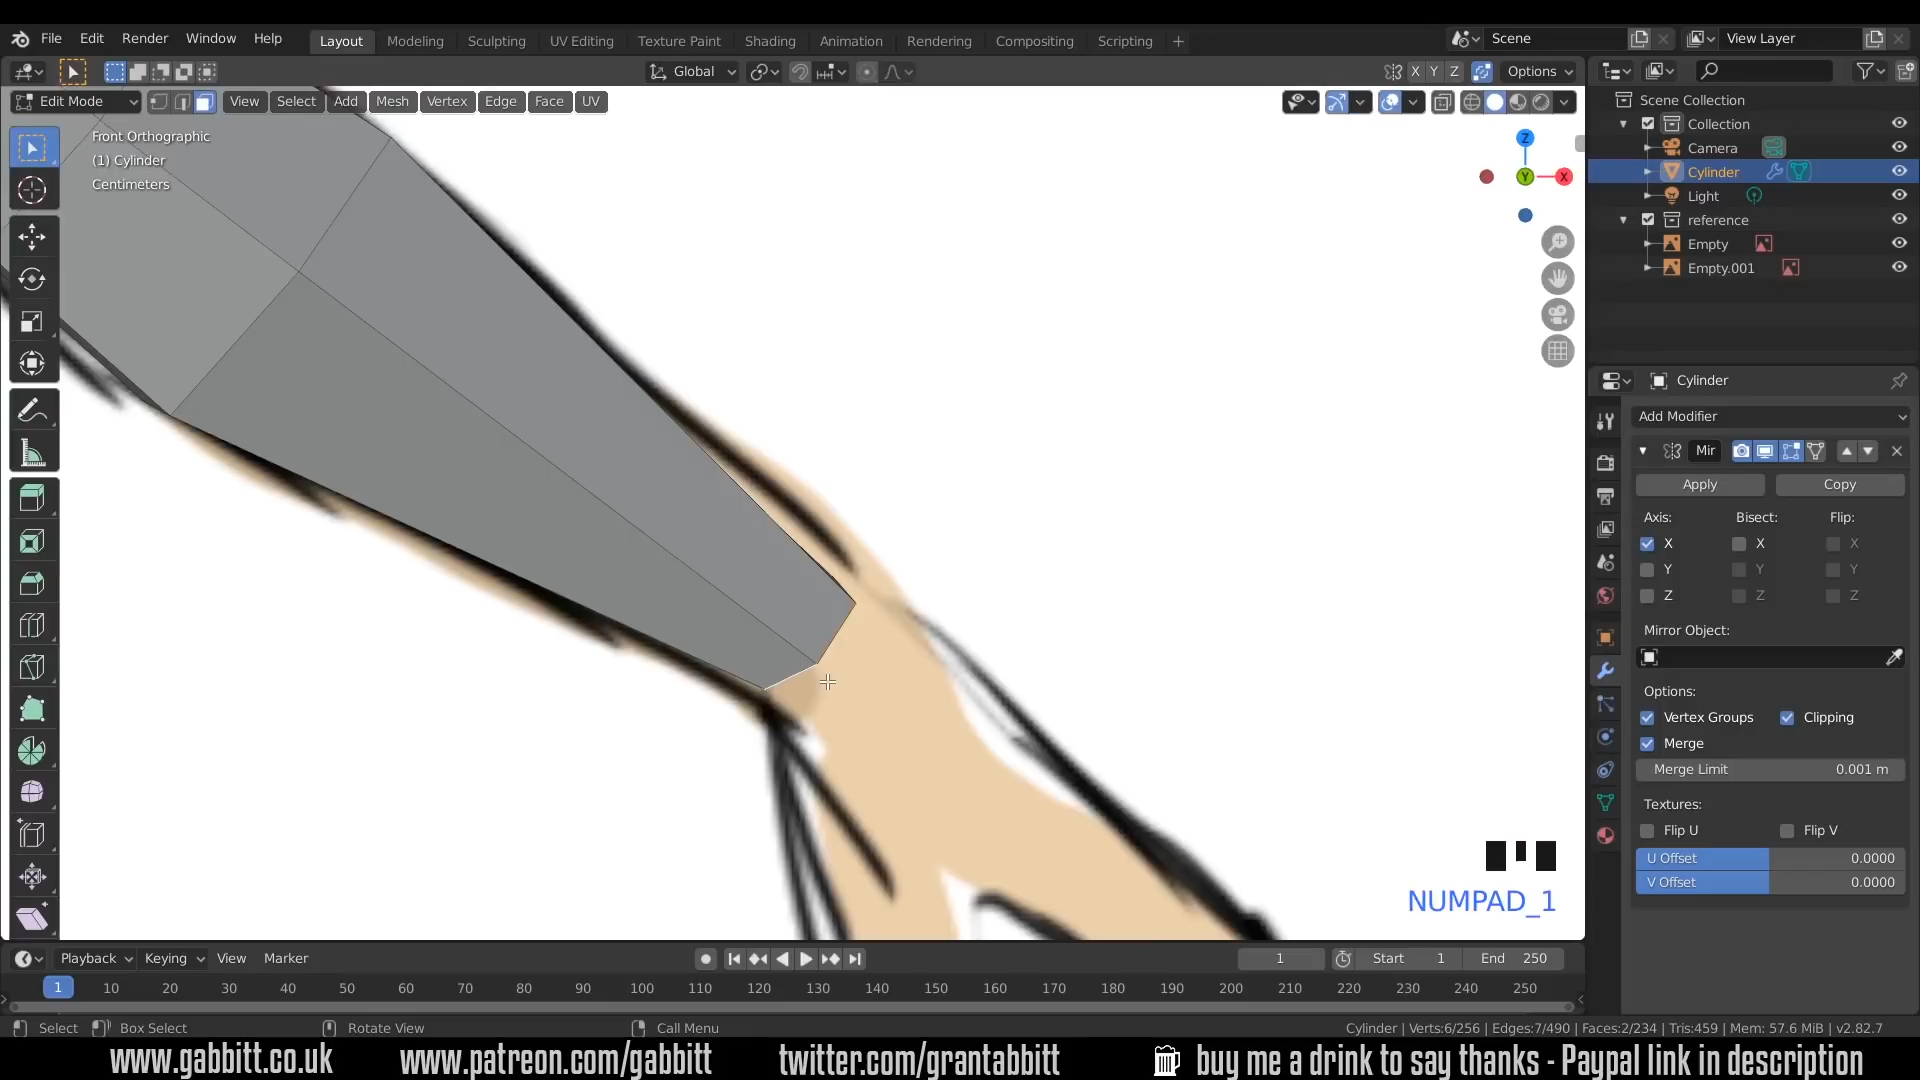 File Edit Render Window Help Layout Modeling Sculpting UV Editing Texture Paint Shading Animation Rendering Compositing Scripting + Scene View Layer
Global X Y Z Options
Edit Mode View Select Add Mesh Vertex Edge Face UV
Front Orthographic
(1) Cylinder
Centimeters
Z
Y X
Scene Collection
Collection
Camera
Cylinder
Light
reference
Empty
Empty.001
Cylinder
Add Modifier
Mir
Apply Copy
Axis: Bisect: Flip:
X X X
Y Y Y
Z Z Z
Mirror Object:
Options:
Vertex Groups Clipping
Merge
Merge Limit 0.001 m
Textures:
Flip U Flip V
U Offset 0.0000
V Offset 0.0000
NUMPAD_1
Playback Keying View Marker 1 Start 1 End 250
1 10 20 30 40 50 60 70 80 90 100 110 120 130 140 150 160 170 180 190 200 210 220 230 240 250
Select Box Select Rotate View Call Menu Cylinder | Verts:6/256 | Edges:7/490 | Faces:2/234 | Tris:459 | Mem: 57.6 MiB | v2.82.7
www.gabbitt.co.uk www.patreon.com/gabbitt twitter.com/grantabbitt buy me a drink to say thanks - Paypal link in description